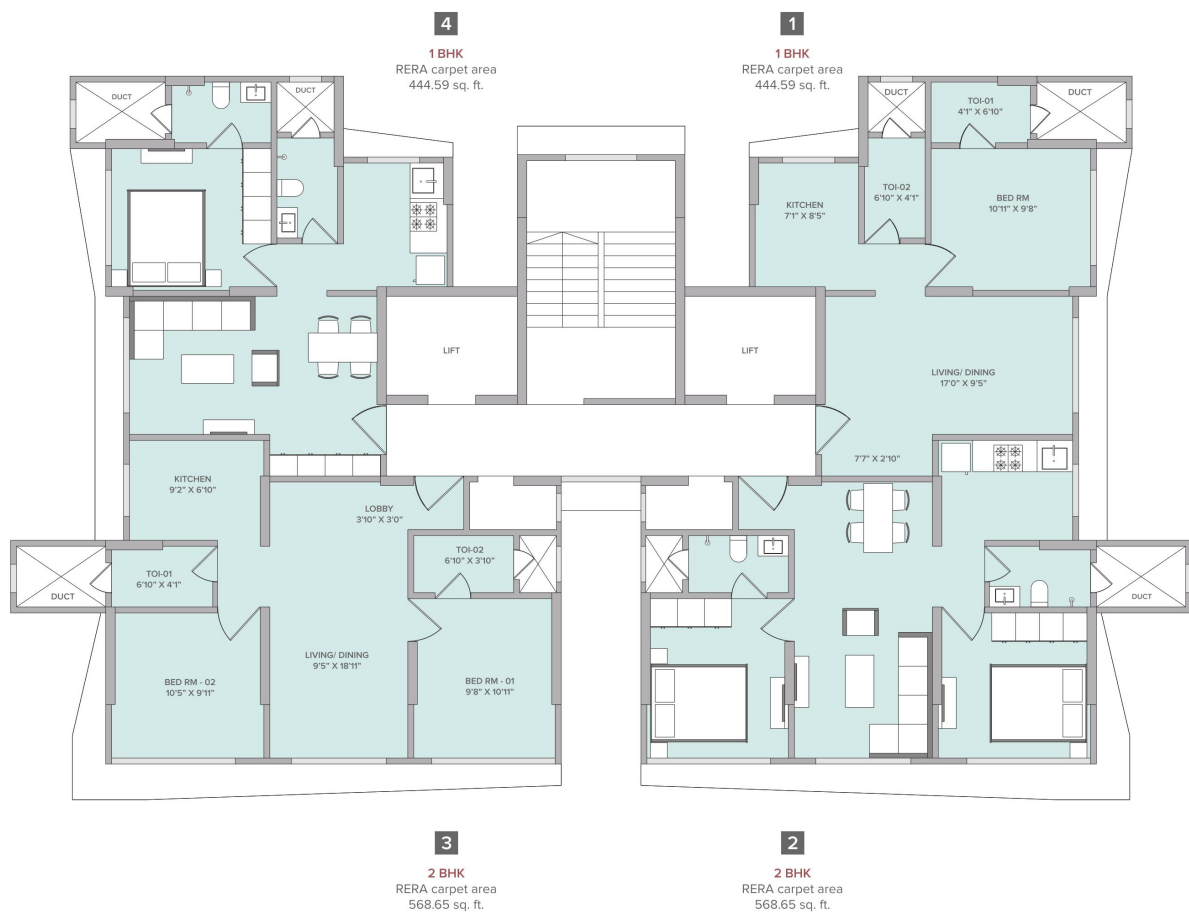 4
1 BHK
RERA carpet area
444.59 sq. ft.
1
1 BHK
RERA carpet area
444.59 sq. ft.
DUCT
DUCT
DUCT
TOI-01
4'1" X 6'10"
DUCT
KITCHEN
7'1" X 8'5"
TOI-02
6'10" X 4'1"
BED RM
10'11" X 9'8"
LIFT
LIFT
LIVING/ DINING
17'0" X 9'5"
7'7" X 2'10"
KITCHEN
9'2" X 6'10"
LOBBY
3'10" X 3'0"
TOI-02
6'10" X 3'10"
TOI-01
6'10" X 4'1"
DUCT
DUCT
LIVING/ DINING
9'5" X 18'11"
BED RM - 02
10'5" X 9'11"
BED RM - 01
9'8" X 10'11"
3
2 BHK
RERA carpet area
568.65 sq. ft.
2
2 BHK
RERA carpet area
568.65 sq. ft.